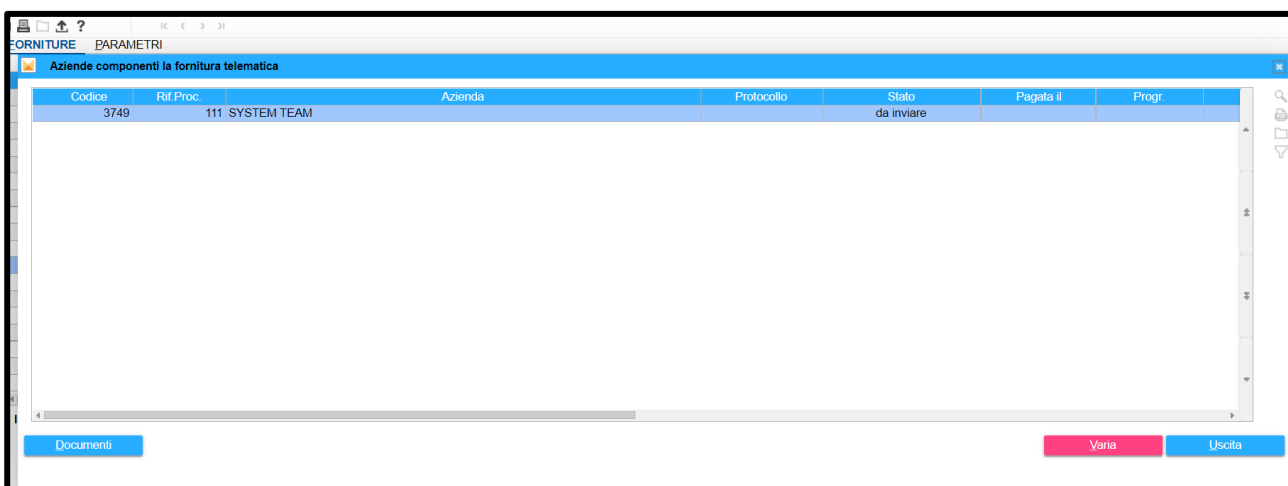 ?
FORNITURE PARAMETRI
Aziende componenti la fornitura telematica
Codice Rif.Proc. Azienda Protocollo Stato Pagata il Progr.
3749 111 SYSTEM TEAM da inviare
Documenti Varia Uscita